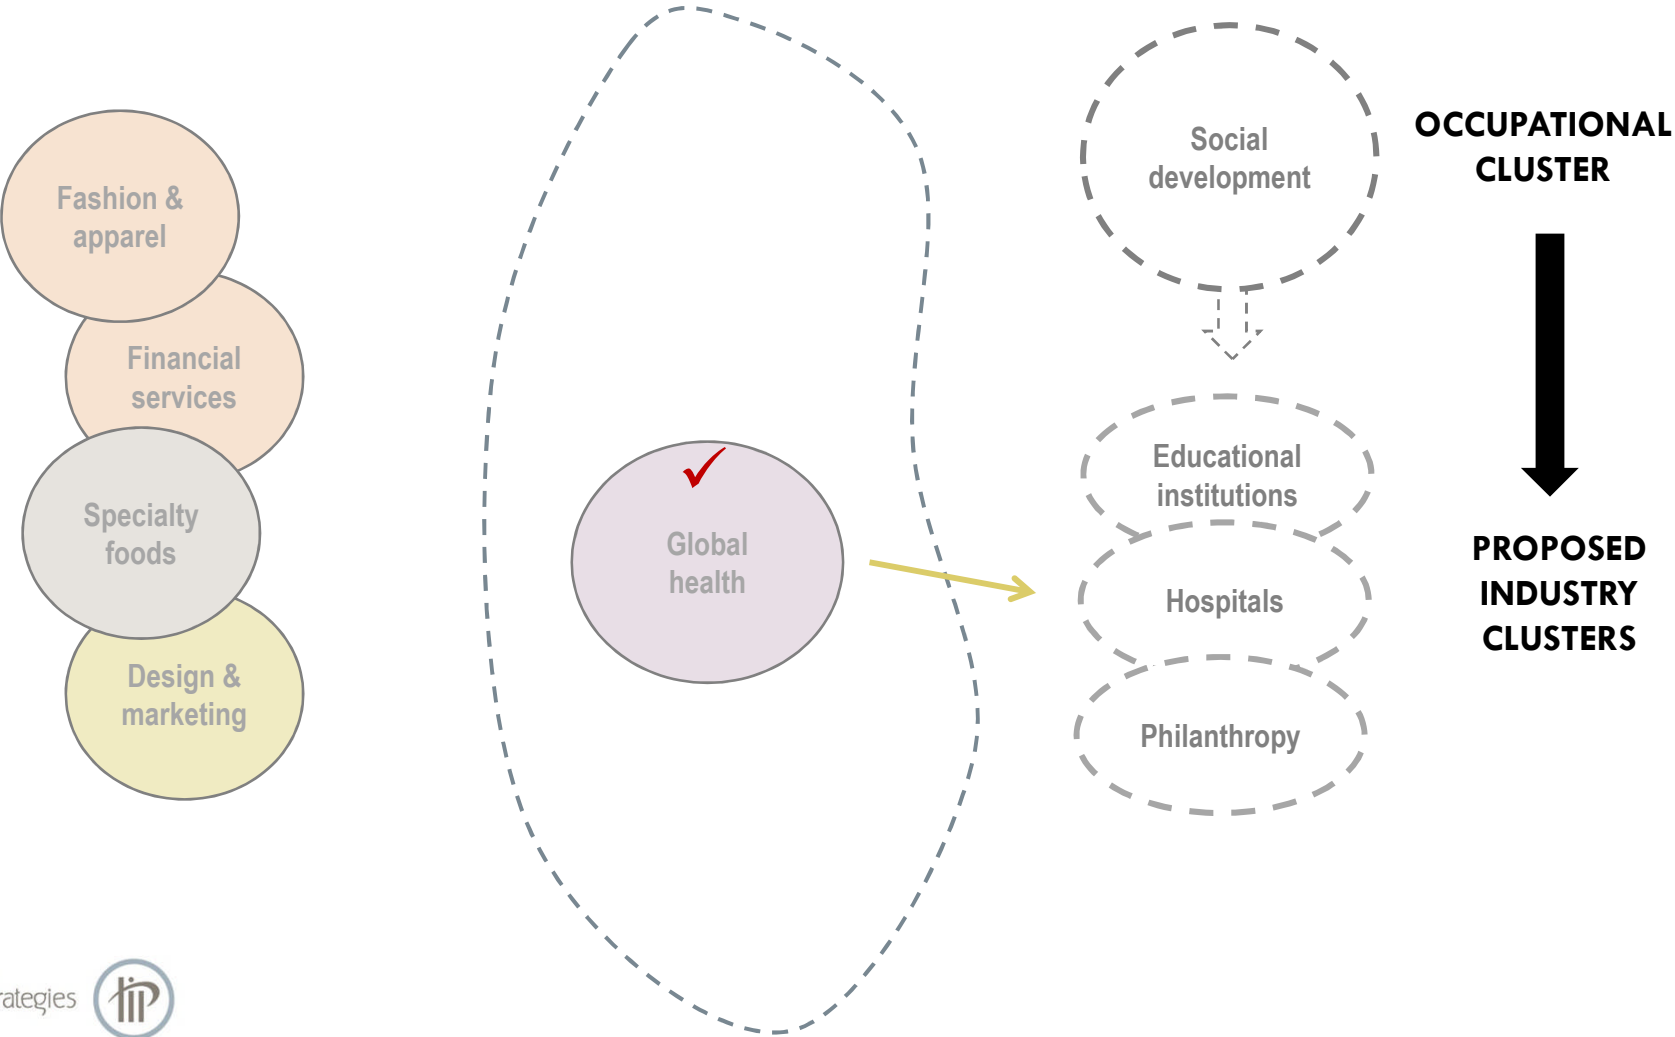 Fashion &
apparel
Financial
services
Specialty
foods
Design &
marketing
Global
health
Social
development
Educational
institutions
Hospitals
Philanthropy
OCCUPATIONAL
CLUSTER
PROPOSED
INDUSTRY
CLUSTERS
rategies
TIP